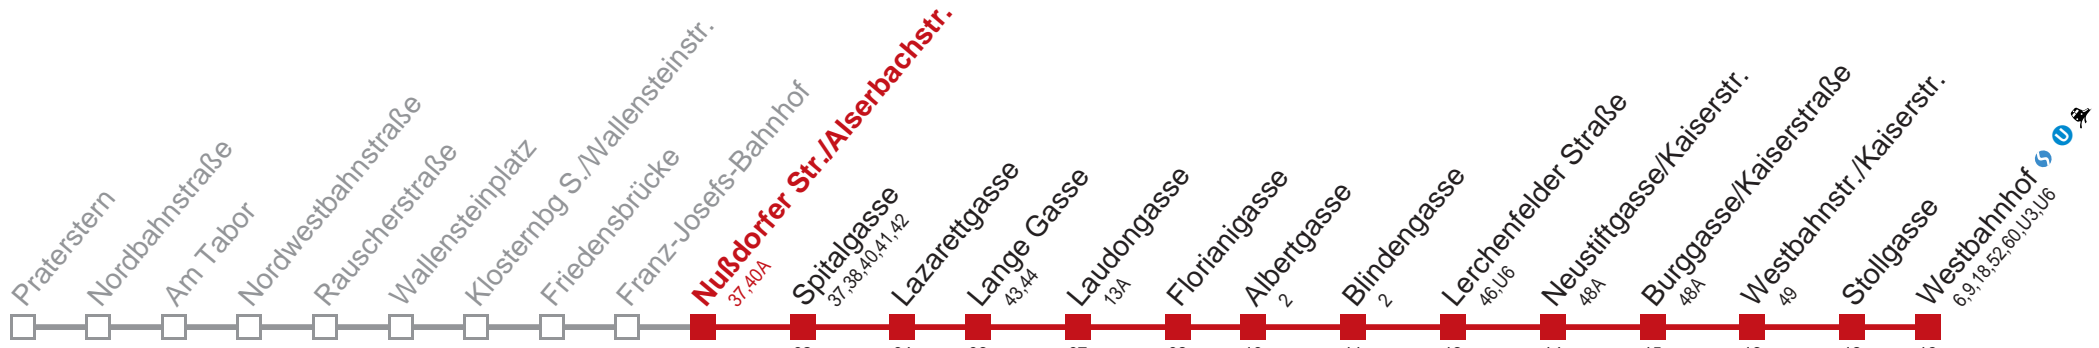 Praterstern
Nordbahnstraße
Am Tabor
Nordwestbahnstraße
Rauscherstraße
Wallensteinplatz
Klosternbg S./Wallensteinstr.
Friedensbrücke
Franz-Josefs-Bahnhof
Nußdorfer Str./Alserbachstr.
37,40A
Spitalgasse
37,38,40,41,42
Lazarettgasse
Lange Gasse
43,44
Laudongasse
13A
Florianigasse
Albertgasse
2
Blindengasse
2
Lerchenfelder Straße
46,U6
Neustiftgasse/Kaiserstr.
48A
Burggasse/Kaiserstraße
48A
Westbahnstr./Kaiserstr.
49
Stollgasse
Westbahnhof S U
6,9,18,52,60,U3,U6